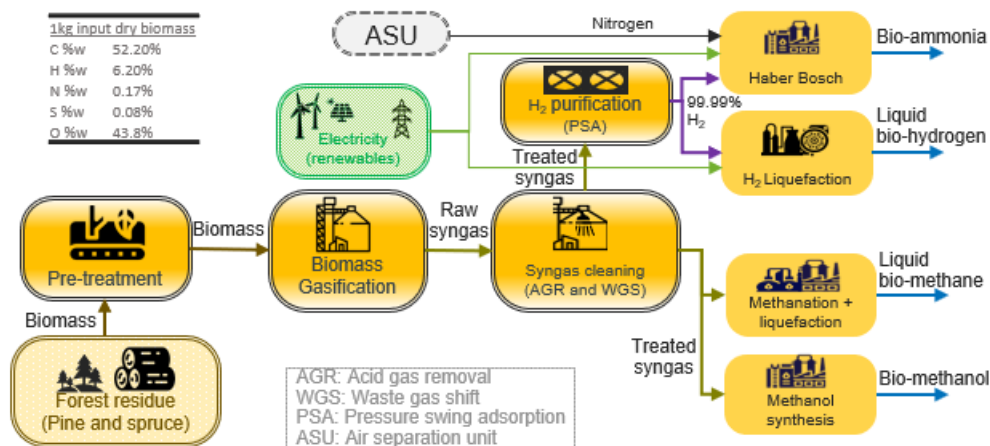 1kg input dry biomass
C %w 52.20%
H %w 6.20%
N %w 0.17%
S %w 0.08%
O %w 43.8%
ASU
Nitrogen
Haber Bosch
Bio-ammonia
Electricity
(renewables)
H2 purification
(PSA)
99.99%
H2
H2 Liquefaction
Liquid
bio-hydrogen
Treated
syngas
Pre-treatment
Biomass
Biomass
Gasification
Raw
syngas
Syngas cleaning
(AGR and WGS)
Methanation +
liquefaction
Liquid
bio-methane
Biomass
Forest residue
(Pine and spruce)
Treated
syngas
Methanol
synthesis
Bio-methanol
AGR: Acid gas removal
WGS: Waste gas shift
PSA: Pressure swing adsorption
ASU: Air separation unit